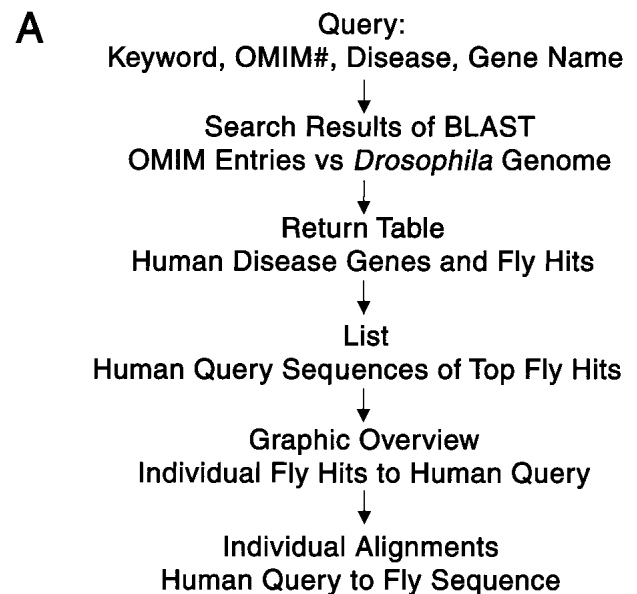 A
Query:
Keyword, OMIM#, Disease, Gene Name
Search Results of BLAST
OMIM Entries vs Drosophila Genome
Return Table
Human Disease Genes and Fly Hits
List
Human Query Sequences of Top Fly Hits
Graphic Overview
Individual Fly Hits to Human Query
Individual Alignments
Human Query to Fly Sequence